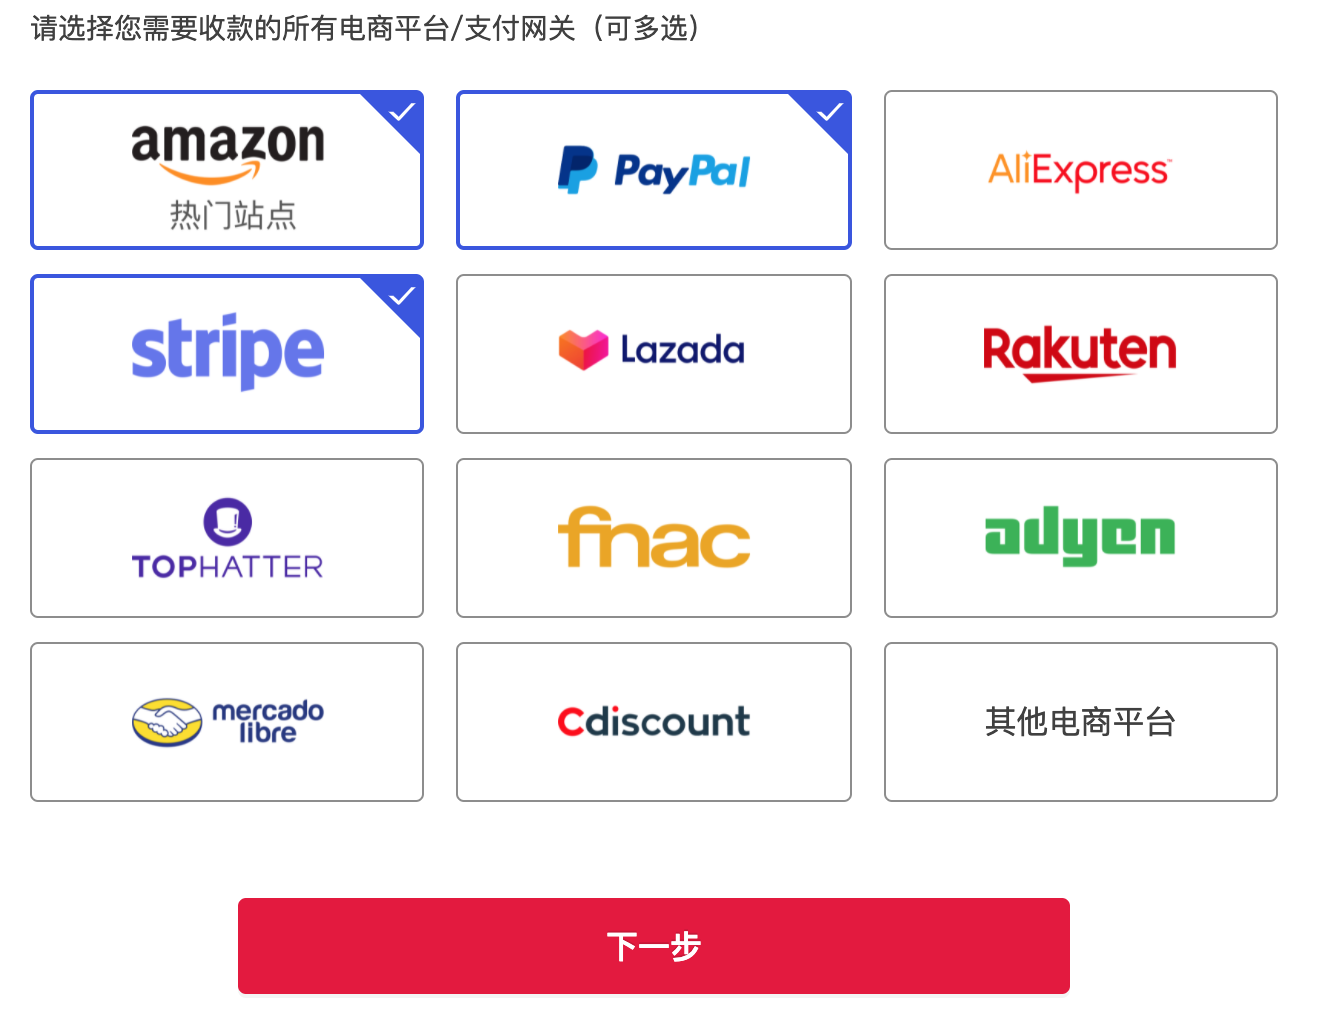 请选择您需要收款的所有电商平台/支付网关（可多选）
amazon
热门站点
PayPal
AliExpress™
stripe
Lazada
Rakuten
TOPHATTER
fnac
adyen
mercado
libre
Cdiscount
其他电商平台
下一步